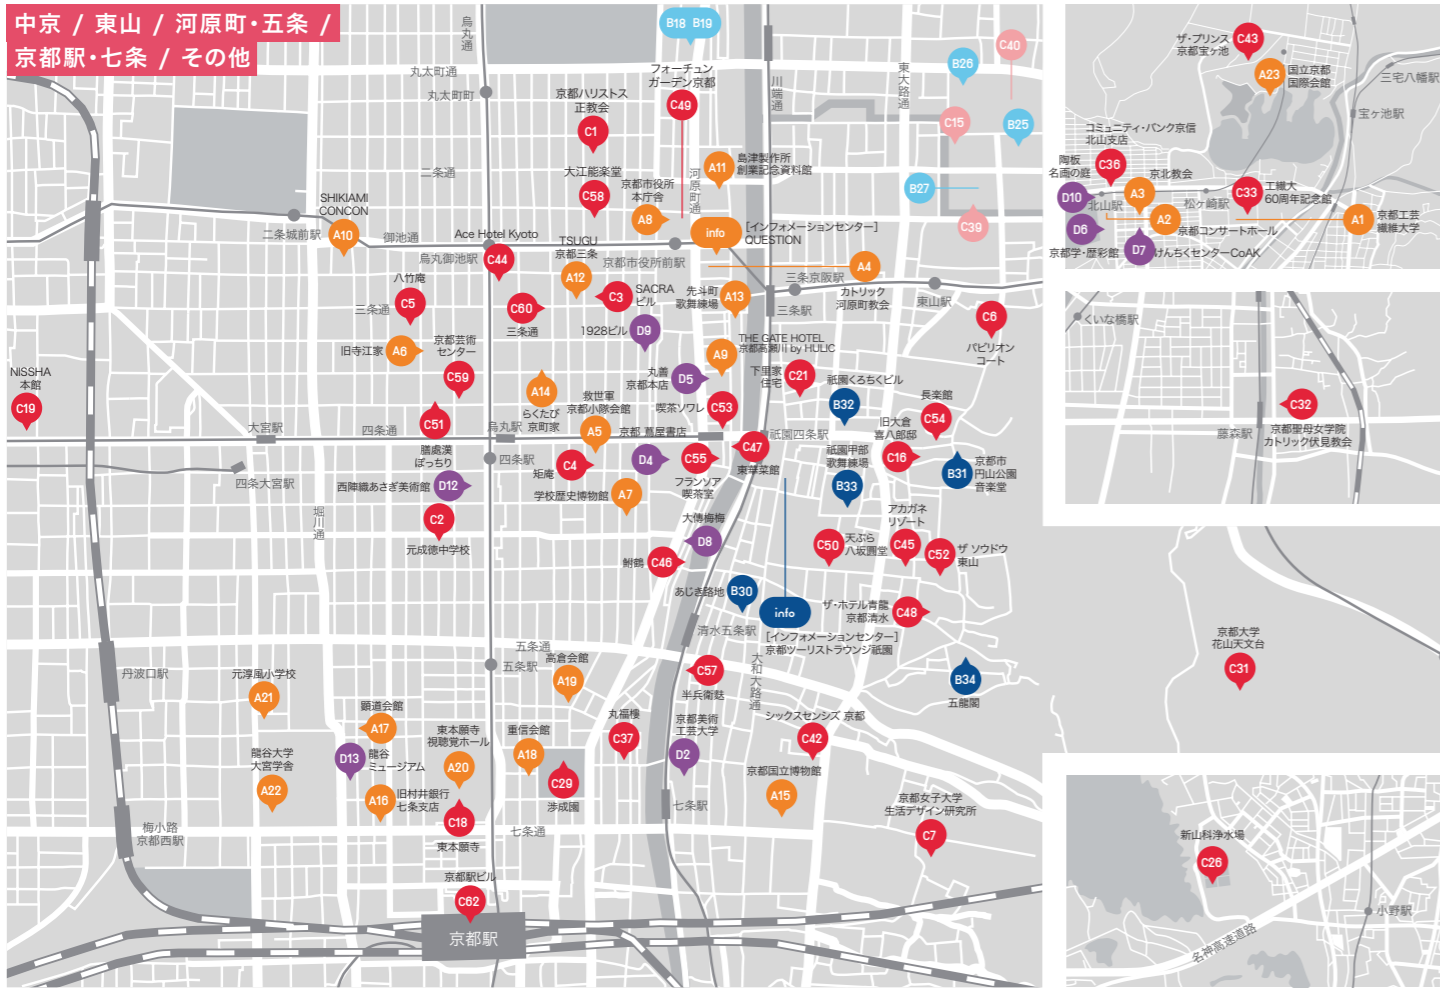 中京 / 東山 / 河原町・五条 /
京都駅・七条 / その他
烏丸通
丸太町通
丸太町町
B18 B19
フォーチュン
ガーデン京都
C49
川端通
東大路通
B26
C40
C15
B25
B27
C39
京都ハリストス
正教会
C1
二条通
大江能楽堂
C58
河原町通
A11
島津製作所
創業記念資料館
京都市役所
本庁舎
A8
SHIKIAMI
CONCON
A10
二条城前駅
御池通
Ace Hotel Kyoto
烏丸御池駅
C44
TSUGU
京都三条
A12
京都市役所前駅
info
[インフォメーションセンター]
QUESTION
A4
カトリック
河原町教会
三条京阪駅
東山駅
八竹庵
C5
三条通
C60
三条通
C3
SACRA
ビル
先斗町
歌舞練場
A13
三条駅
C6
パビリオン
コート
1928ビル
D9
旧寺江家
A6
京都芸術
センター
C59
THE GATE HOTEL
京都高瀬川 by HULIC
A9
丸善
京都本店
D5
下里家
住宅
C21
祇園くろちくビル
B32
長楽館
C54
NISSHA
本館
C19
A14
らくたび
京町家
救世軍
京都小隊会館
A5
喫茶ソワレ
C53
旧大倉
喜八郎邸
C16
大宮駅
四条通
C51
膳處漢
ぽっちり
烏丸駅
京都 蔦屋書店
D4
祇園四条駅
C47
東華菜館
祇園甲部
歌舞練場
B33
B31
京都市
円山公園
音楽堂
四条大宮駅
四条駅
矩庵
C4
C55
フランソア
喫茶室
西陣織あさぎ美術館
D12
学校歴史博物館
A7
堀川通
C2
元成徳中学校
大傳梅梅
D8
アカガネ
リゾート
C45
C50
天ぷら
八坂圓堂
C52
ザ ソウドウ
東山
鮒鶴
C46
あじき路地
B30
info
[インフォメーションセンター]
京都ツーリストラウンジ祇園
ザ・ホテル青龍
京都清水
C48
清水五条駅
五条通
五条駅
高倉会館
A19
丹波口駅
元淳風小学校
A21
C57
半兵衛麸
大和大路通
B34
五龍閣
顕道会館
A17
東本願寺
視聴覚ホール
A20
重信会館
A18
丸福樓
C37
京都美術
工芸大学
D2
シックスセンシズ 京都
C42
龍谷大学
大宮学舎
A22
D13
龍谷
ミュージアム
C29
渉成園
京都国立博物館
A15
A16
旧村井銀行
七条支店
C18
東本願寺
七条通
七条駅
京都女子大学
生活デザイン研究所
C7
梅小路
京都西駅
京都駅ビル
C62
京都駅
ザ・プリンス
京都宝ヶ池
C43
A23
国立京都
国際会館
三宅八幡駅
宝ヶ池駅
コミュニティ・バンク京信
北山支店
C36
陶板
名画の庭
D10
北山駅
京北教会
A3
松ヶ崎駅
C33
工繊大
60周年記念館
A2
京都コンサートホール
A1
京都工芸
繊維大学
D6
京都学・歴彩館
D7
けんちくセンターCoAK
くいな橋駅
C32
藤森駅
京都聖母女学院
カトリック伏見教会
京都大学
花山天文台
C31
新山科浄水場
C26
小野駅
名神高速道路